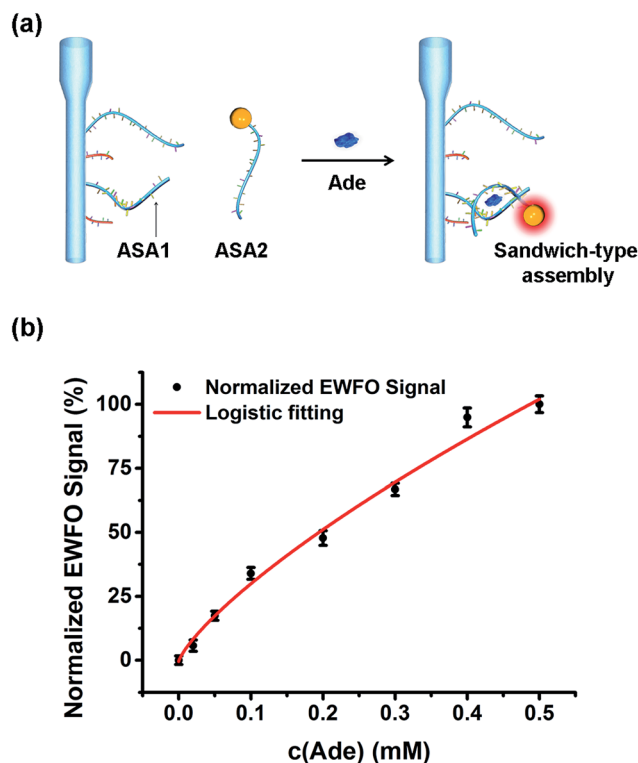 (a)
Ade
ASA1
ASA2
Sandwich-type
assembly
(b)
Normalized EWFO Signal (%)
Normalized EWFO Signal
Logistic fitting
100
75
50
25
0
0.0
0.1
0.2
0.3
0.4
0.5
c(Ade) (mM)